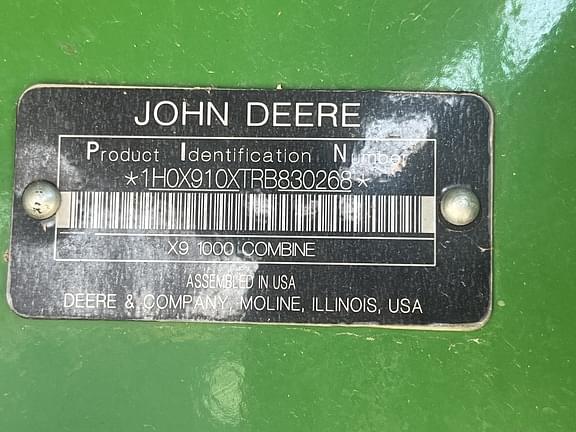 JOHN DEERE
Product Identification Number
*1H0X910XTRB830268*
X9 1000 COMBINE
ASSEMBLED IN USA
DEERE & COMPANY, MOLINE, ILLINOIS, USA